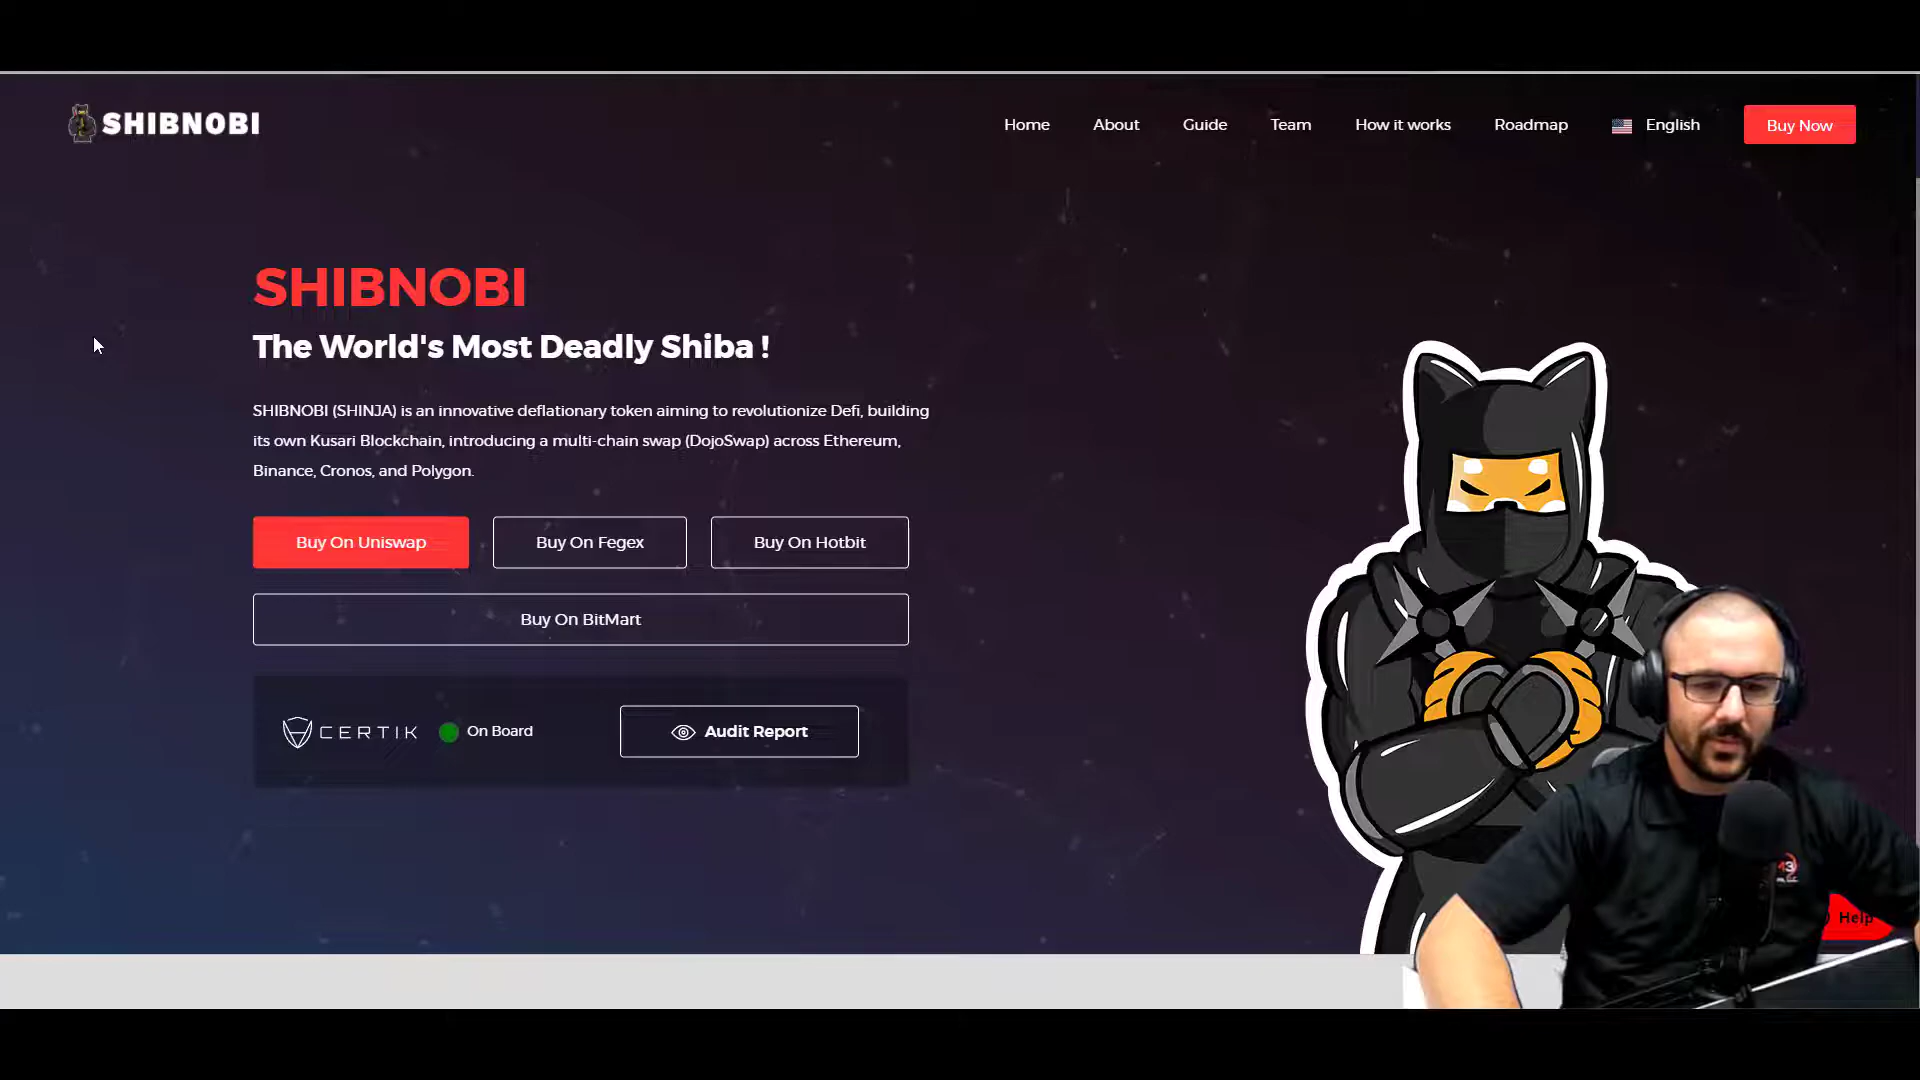 SHIBNOBI
Home About Guide Team How it works Roadmap English Buy Now
SHIBNOBI
The World's Most Deadly Shiba !
SHIBNOBI (SHINJA) is an innovative deflationary token aiming to revolutionize Defi, building
its own Kusari Blockchain, introducing a multi-chain swap (DojoSwap) across Ethereum,
Binance, Cronos, and Polygon.
Buy On Uniswap Buy On Fegex Buy On Hotbit
Buy On BitMart
CERTIK On Board Audit Report
Help